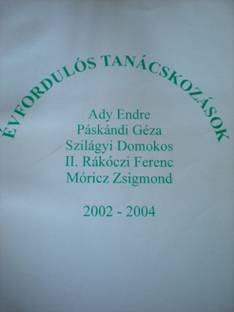 ÉVFORDULÓS TANÁCSKOZÁSOK
Ady Endre
Páskándi Géza
Szilágyi Domokos
II. Rákóczi Ferenc
Móricz Zsigmond
2002 - 2004